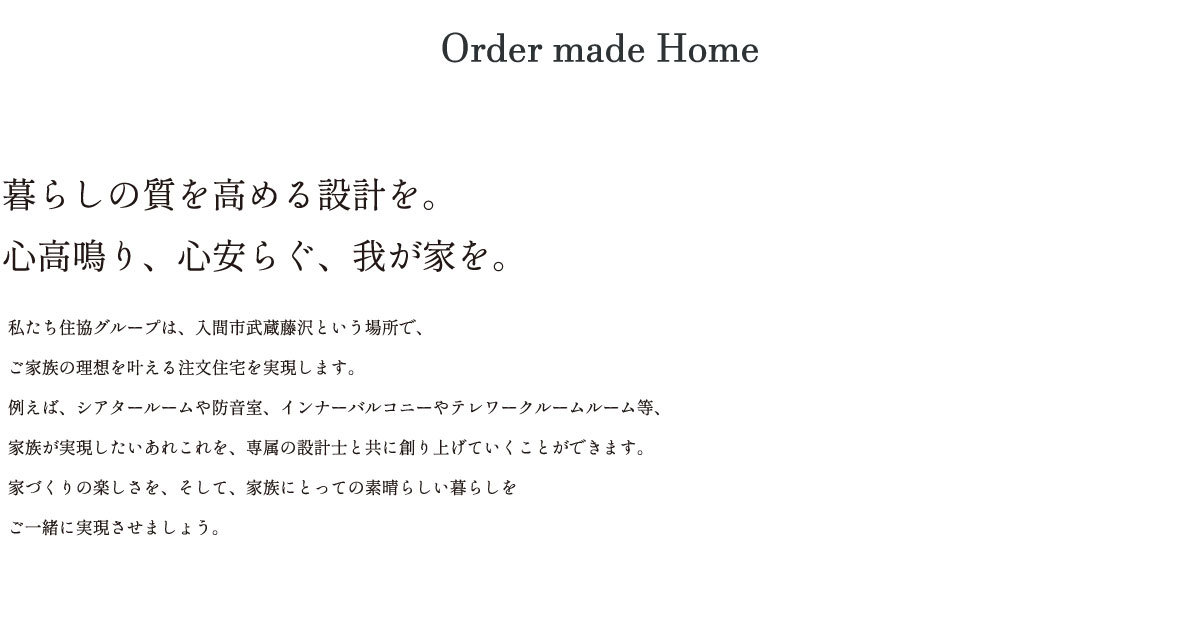 Order made Home
暮らしの質を高める設計を。
心高鳴り、心安らぐ、我が家を。
私たち住協グループは、入間市武蔵藤沢という場所で、
ご家族の理想を叶える注文住宅を実現します。
例えば、シアタールームや防音室、インナーバルコニーやテレワークルームルーム等、
家族が実現したいあれこれを、専属の設計士と共に創り上げていくことができます。
家づくりの楽しさを、そして、家族にとっての素晴らしい暮らしを
ご一緒に実現させましょう。